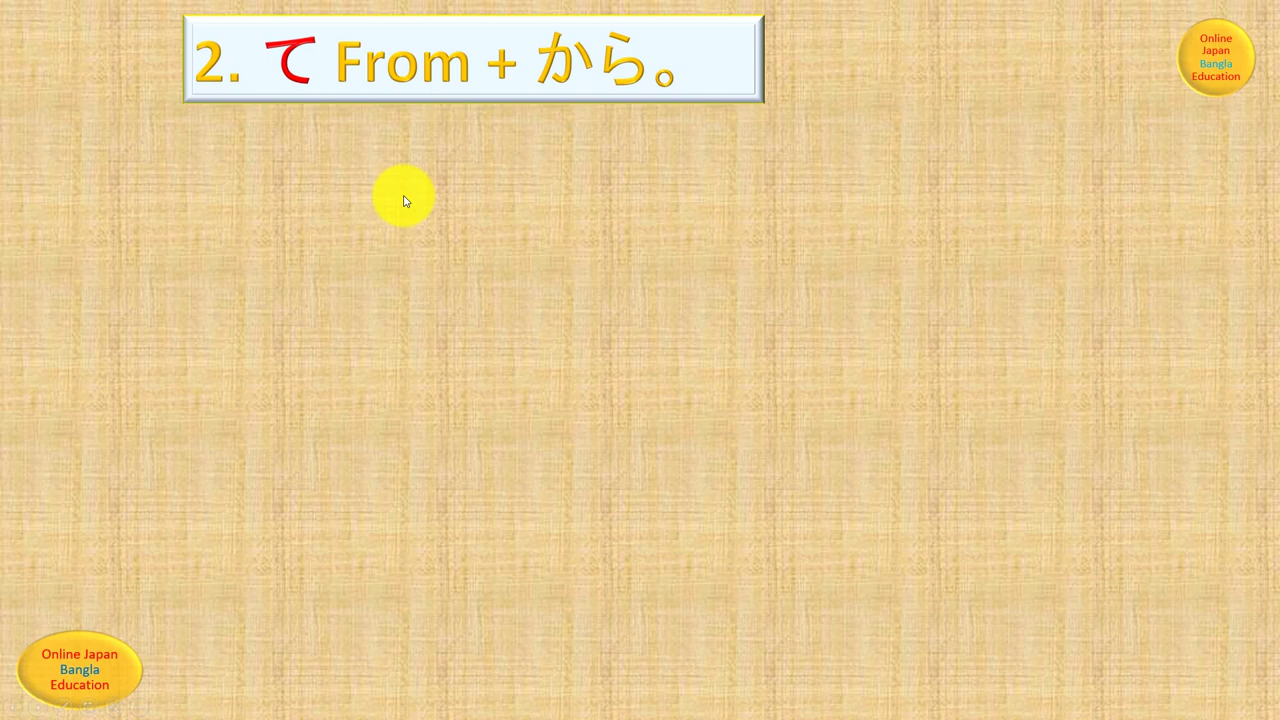 2. て From + から。
Online
Japan
Bangla
Education
Online Japan
Bangla
Education